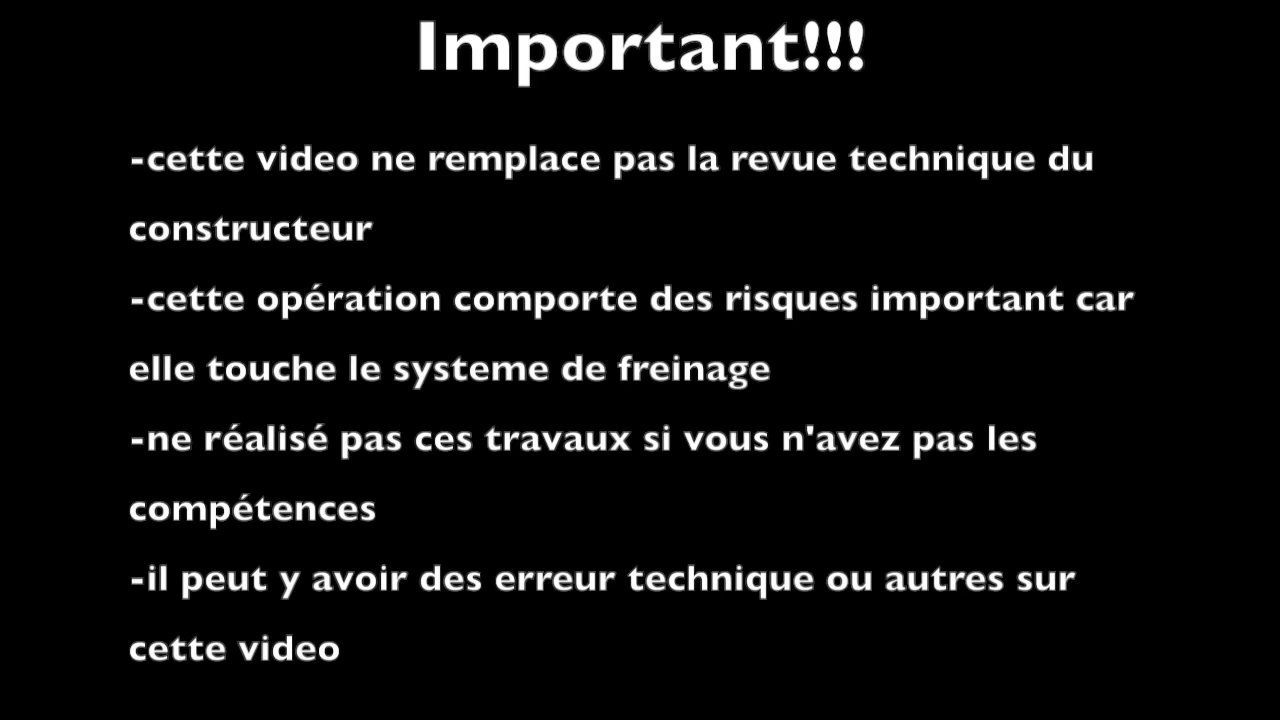 Important!!!
-cette video ne remplace pas la revue technique du
constructeur
-cette opération comporte des risques important car
elle touche le systeme de freinage
-ne réalisé pas ces travaux si vous n'avez pas les
compétences
-il peut y avoir des erreur technique ou autres sur
cette video